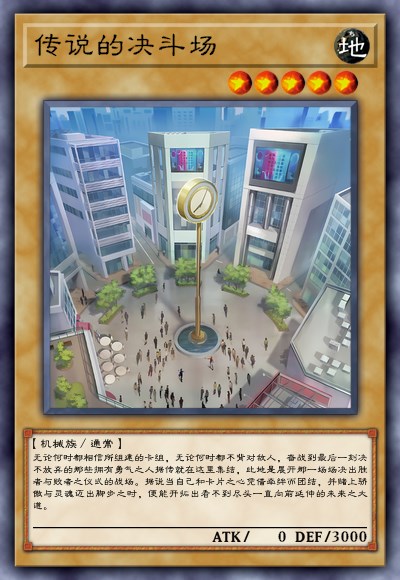 传说的决斗场
地
【机械族／通常】
无论何时都相信所组建的卡组，无论何时都不背对敌人，奋战到最后一刻决
不放弃的那些拥有勇气之人据传就在这里集结，此地是展开那一场场决出胜
者与败者之仪式的战场。据说当自己和卡片之心凭借牵绊而团结，并赌上骄
傲与灵魂迈出脚步之时，便能开拓出看不到尽头一直向前延伸的未来之大
道。
ATK/ 0 DEF/3000